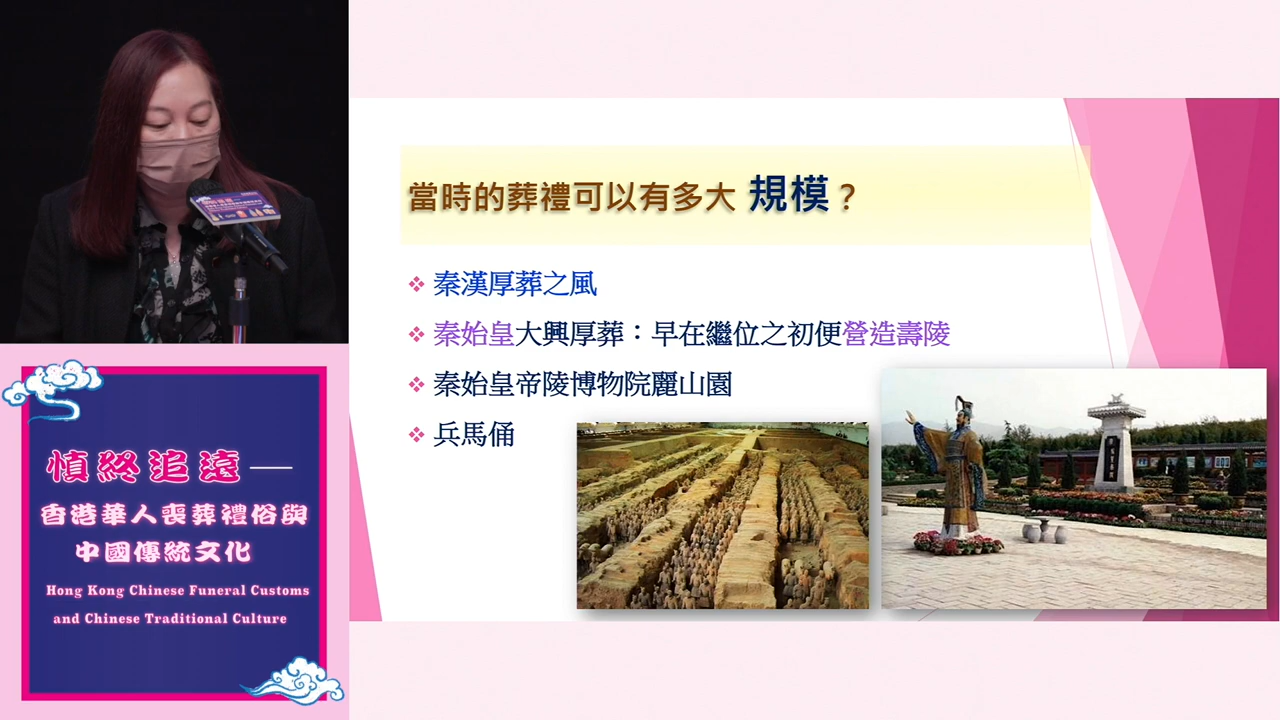 當時的葬禮可以有多大 規模？
❖ 秦漢厚葬之風
❖ 秦始皇大興厚葬：早在繼位之初便營造壽陵
❖ 秦始皇帝陵博物院麗山園
❖ 兵馬俑
慎終追遠——
香港華人喪葬禮俗與
中國傳統文化
Hong Kong Chinese Funeral Customs
and Chinese Traditional Culture